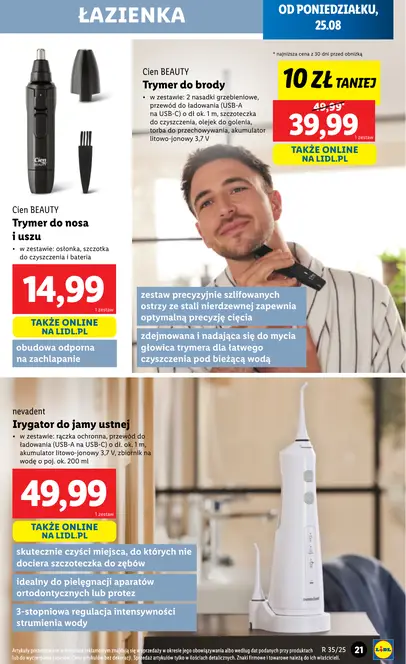 ŁAZIENKA
OD PONIEDZIAŁKU,
25.08
* najniższa cena z 30 dni przed obniżką
Cien BEAUTY
Trymer do brody
• w zestawie: 2 nasadki grzebieniowe,
przewód do ładowania (USB-A
na USB-C) o dł. ok. 1 m, szczoteczka
do czyszczenia, olejek do golenia,
torba do przechowywania, akumulator
litowo-jonowy 3,7 V
10 ZŁ TANIEJ
49,99*
39,99
1 zestaw
TAKŻE ONLINE
NA LIDL.PL
Cien
Cien BEAUTY
Trymer do nosa
i uszu
• w zestawie: osłonka, szczotka
do czyszczenia i bateria
14,99
1 zestaw
TAKŻE ONLINE
NA LIDL.PL
obudowa odporna
na zachlapanie
zestaw precyzyjnie szlifowanych
ostrzy ze stali nierdzewnej zapewnia
optymalną precyzję cięcia
zdejmowana i nadająca się do mycia
głowica trymera dla łatwego
czyszczenia pod bieżącą wodą
nevadent
Irygator do jamy ustnej
• w zestawie: rączka ochronna, przewód do
ładowania (USB-A na USB-C) o dł. ok. 1 m,
akumulator litowo-jonowy 3,7 V, zbiornik na
wodę o poj. ok. 200 ml
49,99
1 zestaw
TAKŻE ONLINE
NA LIDL.PL
skutecznie czyści miejsca, do których nie
dociera szczoteczka do zębów
idealny do pielęgnacji aparatów
ortodontycznych lub protez
3-stopniowa regulacja intensywności
strumienia wody
R 35/25
21
LIDL